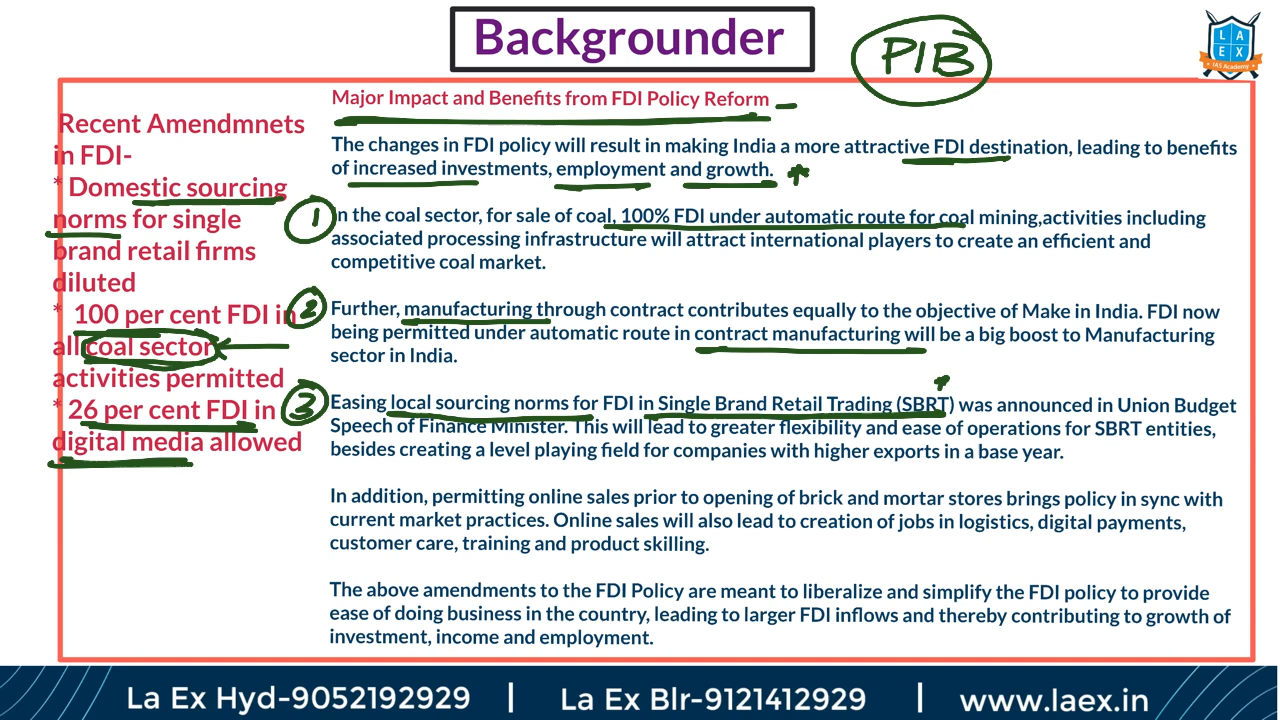 Backgrounder
PIB
L A
E X
IAS Academy
Recent Amendmnets
in FDI-
* Domestic sourcing
norms for single
brand retail firms
diluted
* 100 per cent FDI in
all coal sector
activities permitted
* 26 per cent FDI in
digital media allowed
Major Impact and Benefits from FDI Policy Reform
The changes in FDI policy will result in making India a more attractive FDI destination, leading to benefits
of increased investments, employment and growth.
1
In the coal sector, for sale of coal, 100% FDI under automatic route for coal mining,activities including
associated processing infrastructure will attract international players to create an efficient and
competitive coal market.
2
Further, manufacturing through contract contributes equally to the objective of Make in India. FDI now
being permitted under automatic route in contract manufacturing will be a big boost to Manufacturing
sector in India.
3
Easing local sourcing norms for FDI in Single Brand Retail Trading (SBRT) was announced in Union Budget
Speech of Finance Minister. This will lead to greater flexibility and ease of operations for SBRT entities,
besides creating a level playing field for companies with higher exports in a base year.
In addition, permitting online sales prior to opening of brick and mortar stores brings policy in sync with
current market practices. Online sales will also lead to creation of jobs in logistics, digital payments,
customer care, training and product skilling.
The above amendments to the FDI Policy are meant to liberalize and simplify the FDI policy to provide
ease of doing business in the country, leading to larger FDI inflows and thereby contributing to growth of
investment, income and employment.
La Ex Hyd-9052192929 | La Ex Blr-9121412929 | www.laex.in